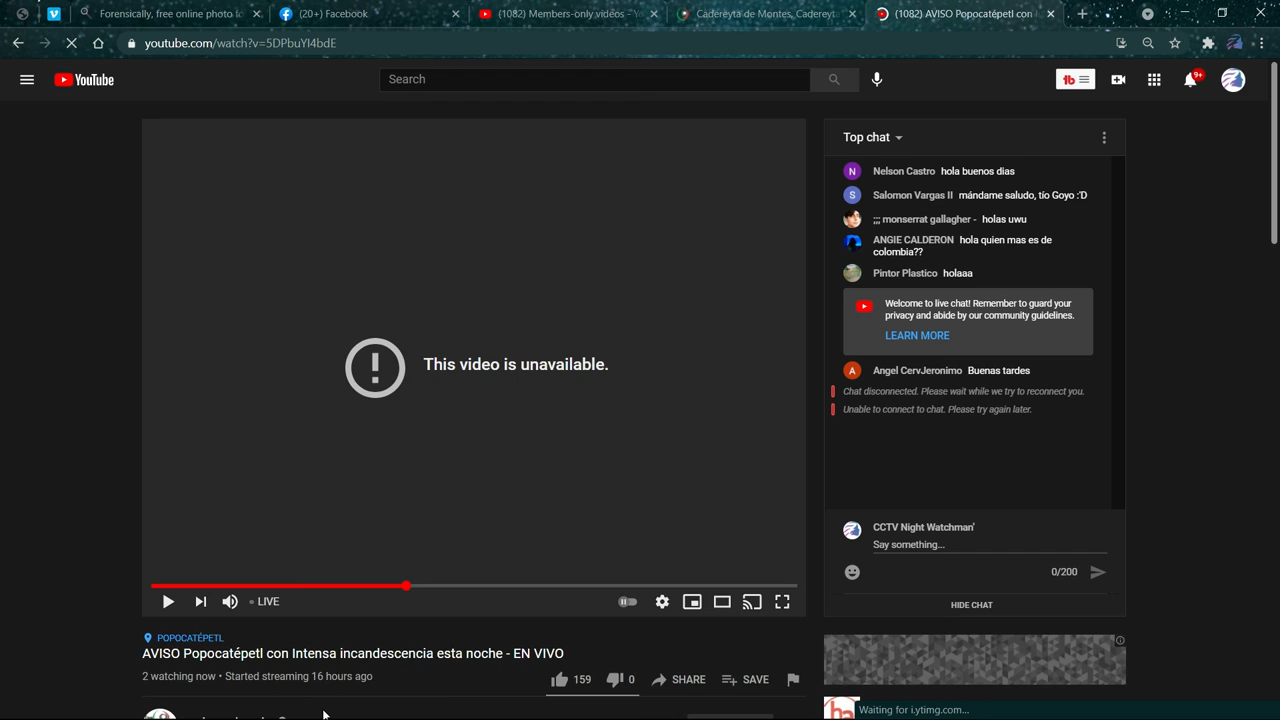 Forensically, free online photo fo
(20+) Facebook
(1082) Members-only videos - Yo
Cadereyta de Montes, Cadereyta
(1082) AVISO Popocatépetl con
youtube.com/watch?v=5DPbuYI4bdE
YouTube
Search
9+
Top chat
Nelson Castro hola buenos dias
Salomon Vargas II mándame saludo, tío Goyo :'D
;;; monserrat gallagher - holas uwu
ANGIE CALDERON hola quien mas es de
colombia??
Pintor Plastico holaaa
Welcome to live chat! Remember to guard your
privacy and abide by our community guidelines.
LEARN MORE
Angel CervJeronimo Buenas tardes
Chat disconnected. Please wait while we try to reconnect you.
Unable to connect to chat. Please try again later.
This video is unavailable.
CCTV Night Watchman'
Say something...
0/200
HIDE CHAT
LIVE
POPOCATÉPETL
AVISO Popocatépetl con Intensa incandescencia esta noche - EN VIVO
2 watching now • Started streaming 16 hours ago
159
0
SHARE
SAVE
Waiting for i.ytimg.com...